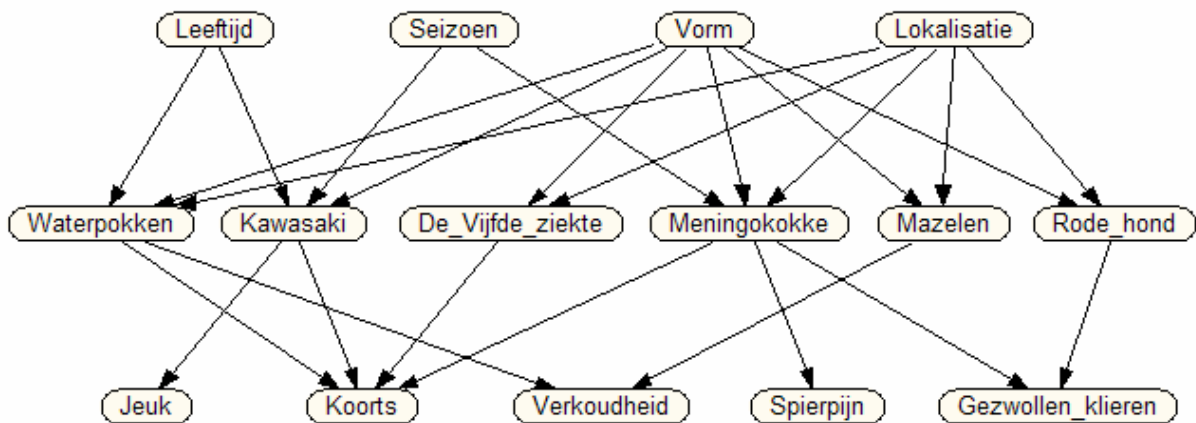 Leeftijd Seizoen Vorm Lokalisatie
Waterpokken Kawasaki De_Vijfde_ziekte Meningokokke Mazelen Rode_hond
Jeuk Koorts Verkoudheid Spierpijn Gezwollen_klieren